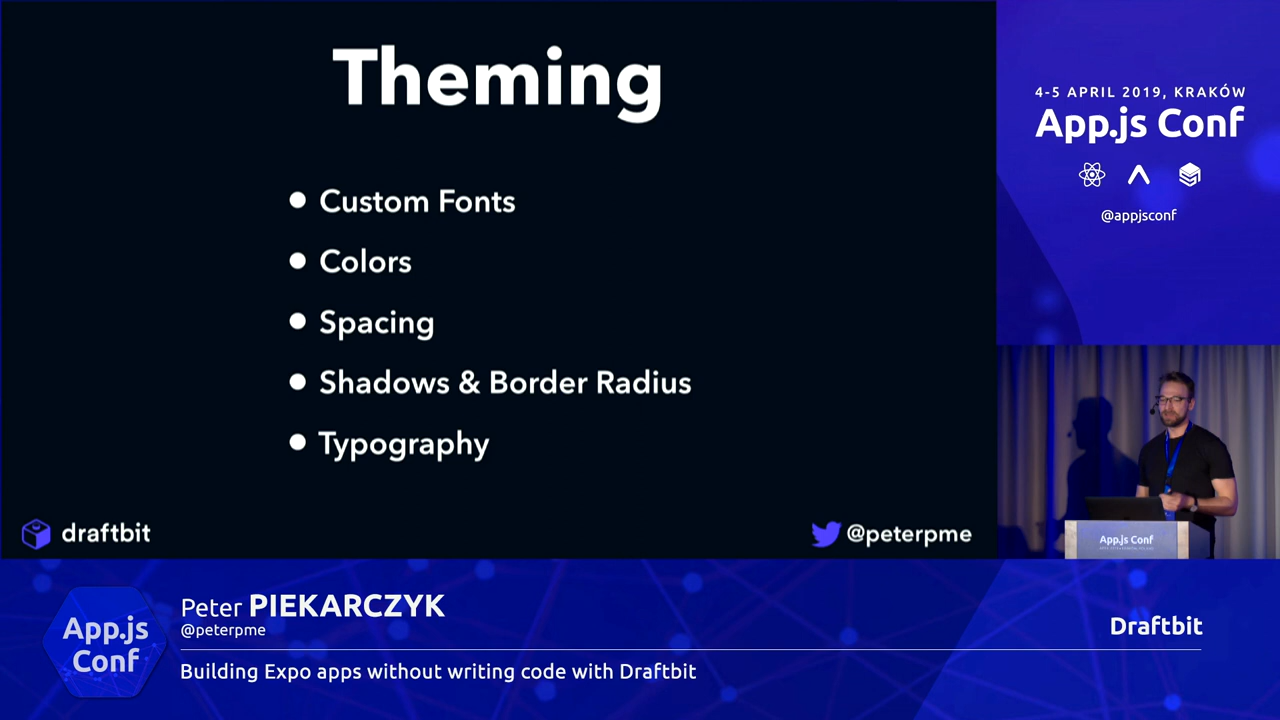 Theming
Custom Fonts
Colors
Spacing
Shadows & Border Radius
Typography
draftbit
@peterpme
4-5 APRIL 2019, KRAKÓW
App.js Conf
@appjsconf
App.js Conf
App.js
Conf
Peter PIEKARCZYK
@peterpme
Building Expo apps without writing code with Draftbit
Draftbit